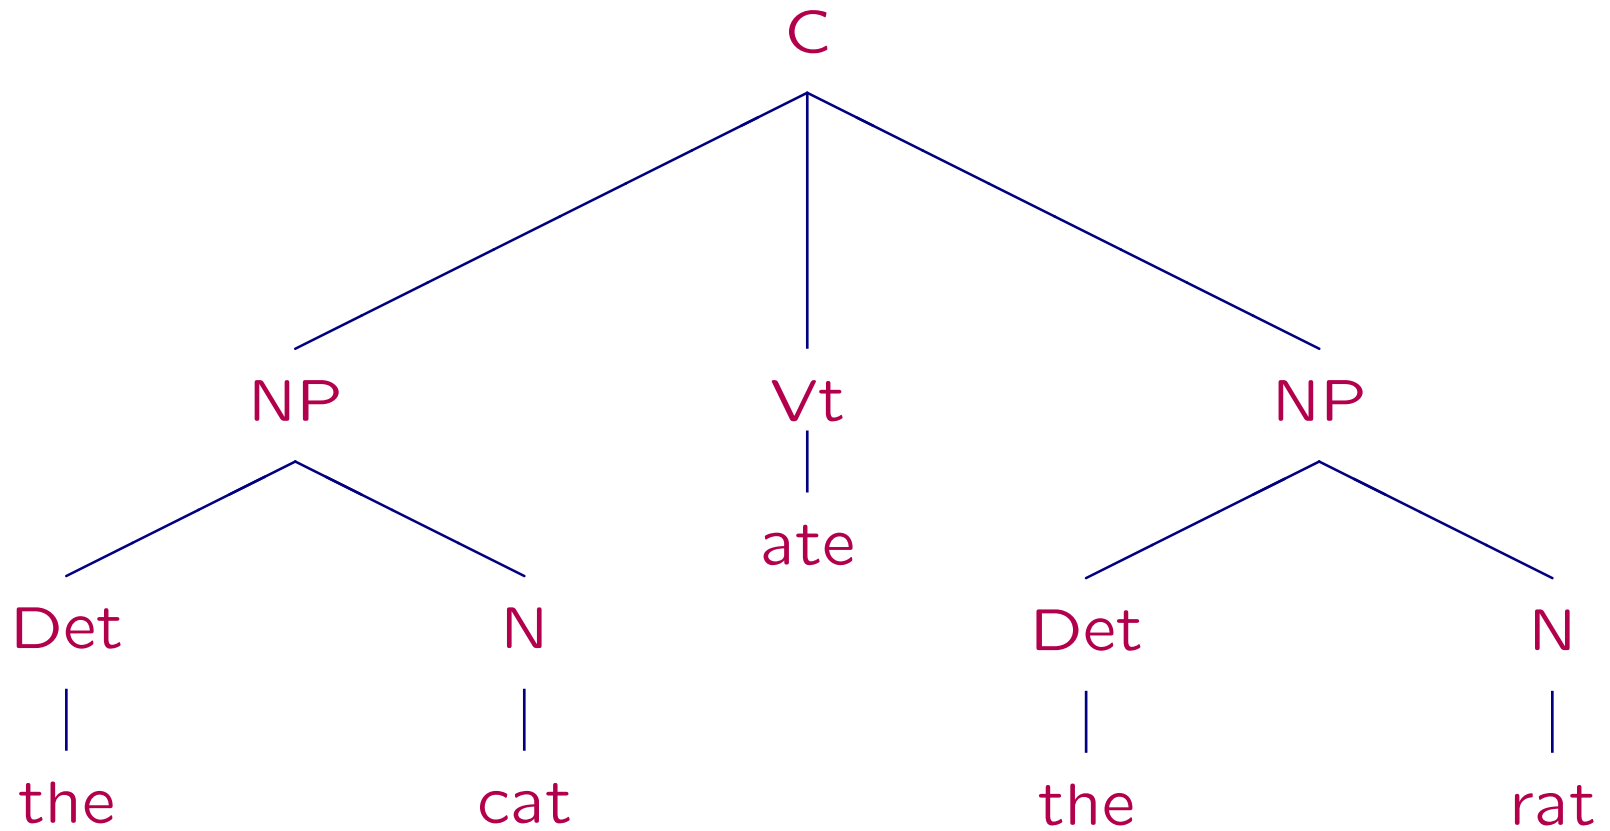 C
NP Vt NP
ate
Det N Det N
the cat the rat